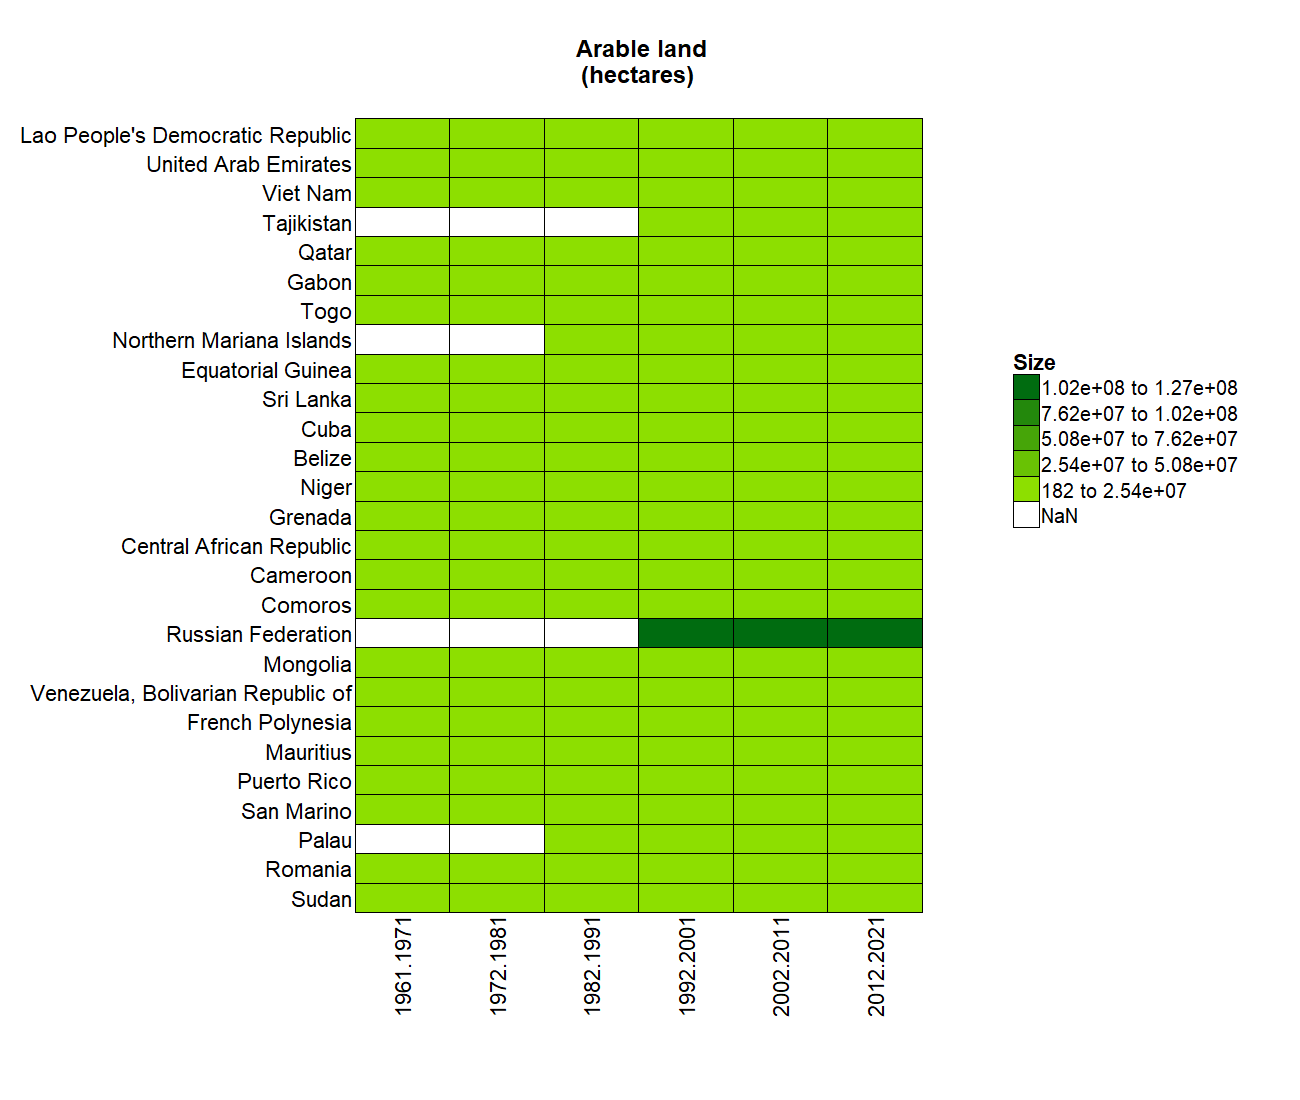 Arable land
(hectares)
Lao People's Democratic Republic
United Arab Emirates
Viet Nam
Tajikistan
Qatar
Gabon
Togo
Northern Mariana Islands
Equatorial Guinea
Sri Lanka
Cuba
Belize
Niger
Grenada
Central African Republic
Cameroon
Comoros
Russian Federation
Mongolia
Venezuela, Bolivarian Republic of
French Polynesia
Mauritius
Puerto Rico
San Marino
Palau
Romania
Sudan
1961.1971
1972.1981
1982.1991
1992.2001
2002.2011
2012.2021
Size
1.02e+08 to 1.27e+08
7.62e+07 to 1.02e+08
5.08e+07 to 7.62e+07
2.54e+07 to 5.08e+07
182 to 2.54e+07
NaN